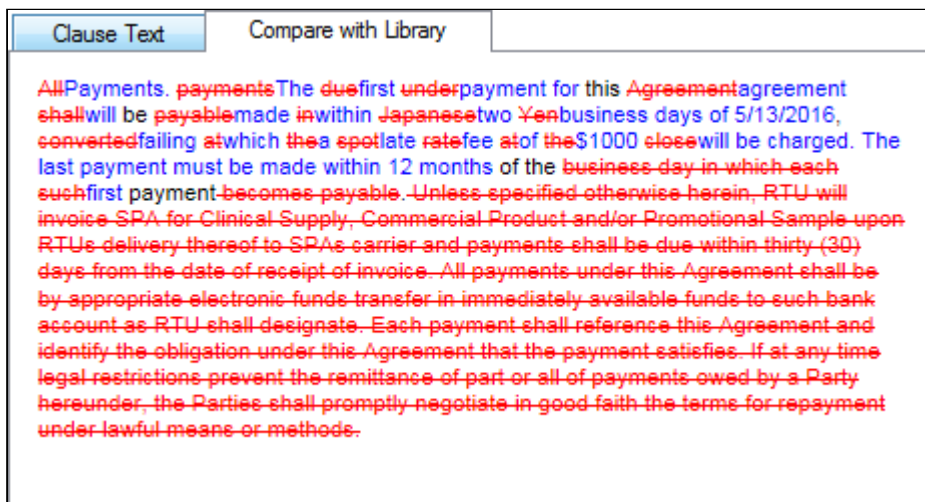 Clause Text
Compare with Library
AllPayments. paymentsThe duefirst underpayment for this Agreementagreement
shallwill be payablemade inwithin Japanesetwo Yenbusiness days of 5/13/2016,
convertedfailing atwhich thea spotlate ratefee atof the$1000 closewill be charged. The
last payment must be made within 12 months of the business day in which each
suchfirst payment becomes payable. Unless specified otherwise herein, RTU will
invoice SPA for Clinical Supply, Commercial Product and/or Promotional Sample upon
RTUs delivery thereof to SPAs carrier and payments shall be due within thirty (30)
days from the date of receipt of invoice. All payments under this Agreement shall be
by appropriate electronic funds transfer in immediately available funds to such bank
account as RTU shall designate. Each payment shall reference this Agreement and
identify the obligation under this Agreement that the payment satisfies. If at any time
legal restrictions prevent the remittance of part or all of payments owed by a Party
hereunder, the Parties shall promptly negotiate in good faith the terms for repayment
under lawful means or methods.